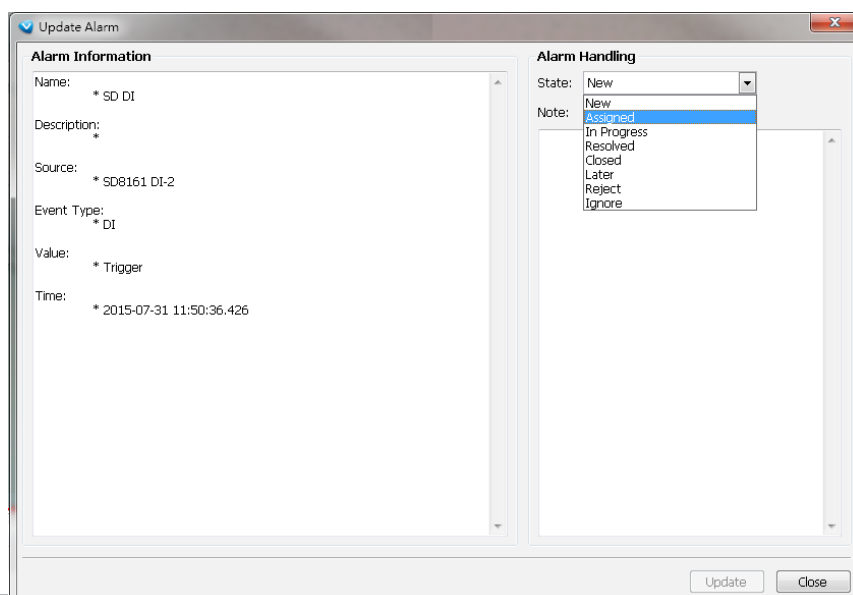 Update Alarm
Alarm Information
Name:
* SD DI
Description:
*
Source:
* SD8161 DI-2
Event Type:
* DI
Value:
* Trigger
Time:
* 2015-07-31 11:50:36.426
Alarm Handling
State: New
New
Assigned
In Progress
Resolved
Closed
Later
Reject
Ignore
Note:
Update Close